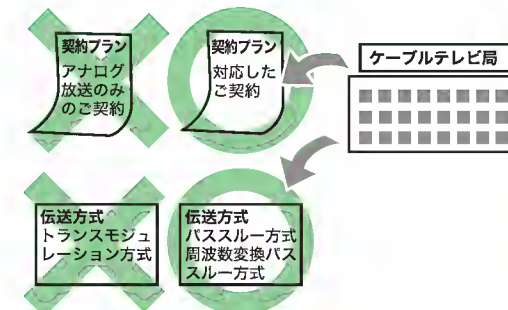 契約プラン
アナログ
放送のみ
のご契約
契約プラン
対応した
ご契約
ケーブルテレビ局
伝送方式
トランスモジュ
レーション方式
伝送方式
パススルー方式
周波数変換パス
スルー方式